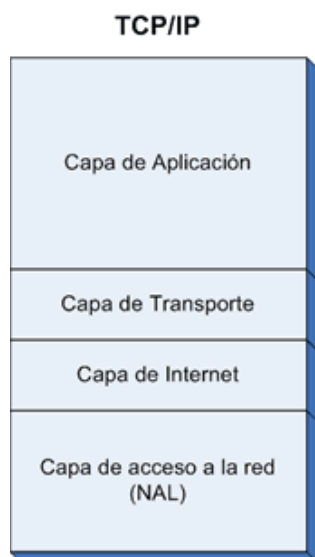 TCP/IP
Capa de Aplicación
Capa de Transporte
Capa de Internet
Capa de acceso a la red
(NAL)